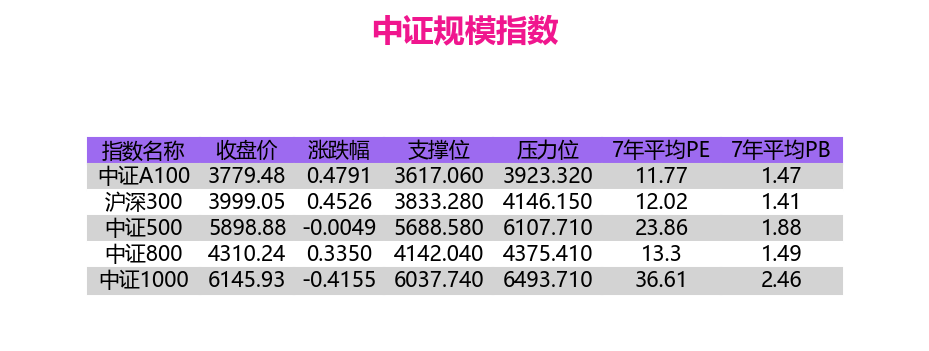 中证规模指数
指数名称 收盘价 涨跌幅 支撑位 压力位 7年平均PE 7年平均PB
中证A100 3779.48 0.4791 3617.060 3923.320 11.77 1.47
沪深300 3999.05 0.4526 3833.280 4146.150 12.02 1.41
中证500 5898.88 -0.0049 5688.580 6107.710 23.86 1.88
中证800 4310.24 0.3350 4142.040 4375.410 13.3 1.49
中证1000 6145.93 -0.4155 6037.740 6493.710 36.61 2.46